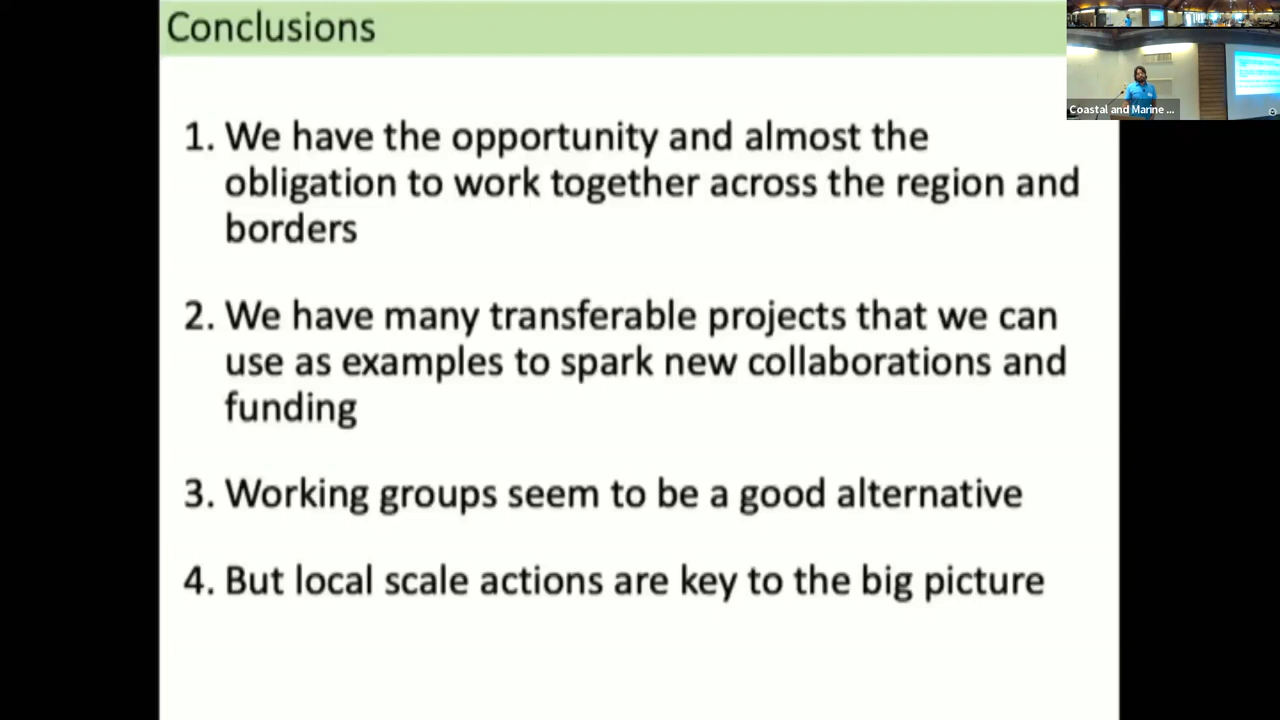 Conclusions
Coastal and Marine ...
1. We have the opportunity and almost the
obligation to work together across the region and
borders
2. We have many transferable projects that we can
use as examples to spark new collaborations and
funding
3. Working groups seem to be a good alternative
4. But local scale actions are key to the big picture